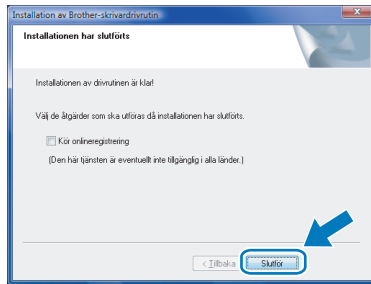 Installation av Brother-skrivardrivrutin
Installationen har slutförts
Installationen av drivrutinen är klar!
Välj de åtgärder som ska utföras då installationen har slutförts.
Kör onlineregistrering
(Den här tjänsten är eventuellt inte tillgänglig i alla länder.)
< Tillbaka
Slutför